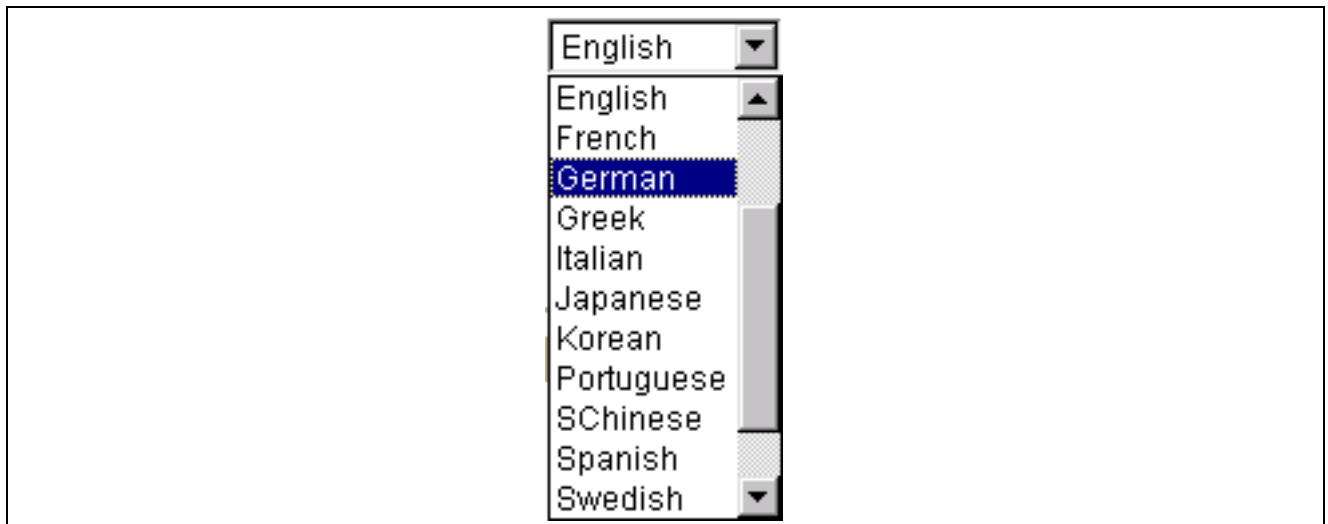 English
English
French
German
Greek
Italian
Japanese
Korean
Portuguese
SChinese
Spanish
Swedish